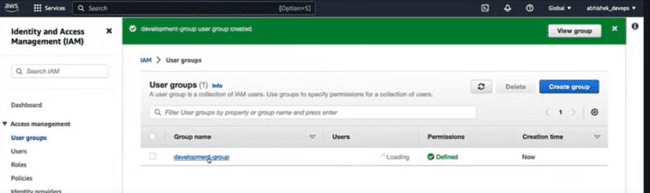 aws
Services
Search
[Option+S]
Global
abhishek_devops
Identity and Access
Management (IAM)
development-group user group created.
View group
IAM > User groups
Search IAM
User groups (1) Info
A user group is a collection of IAM users. Use groups to specify permissions for a collection of users.
Delete
Create group
Filter User groups by property or group name and press enter
1
Dashboard
Access management
User groups
Users
Roles
Policies
Identity providers
Group name
Users
Permissions
Creation time
development-group
Loading
Defined
Now